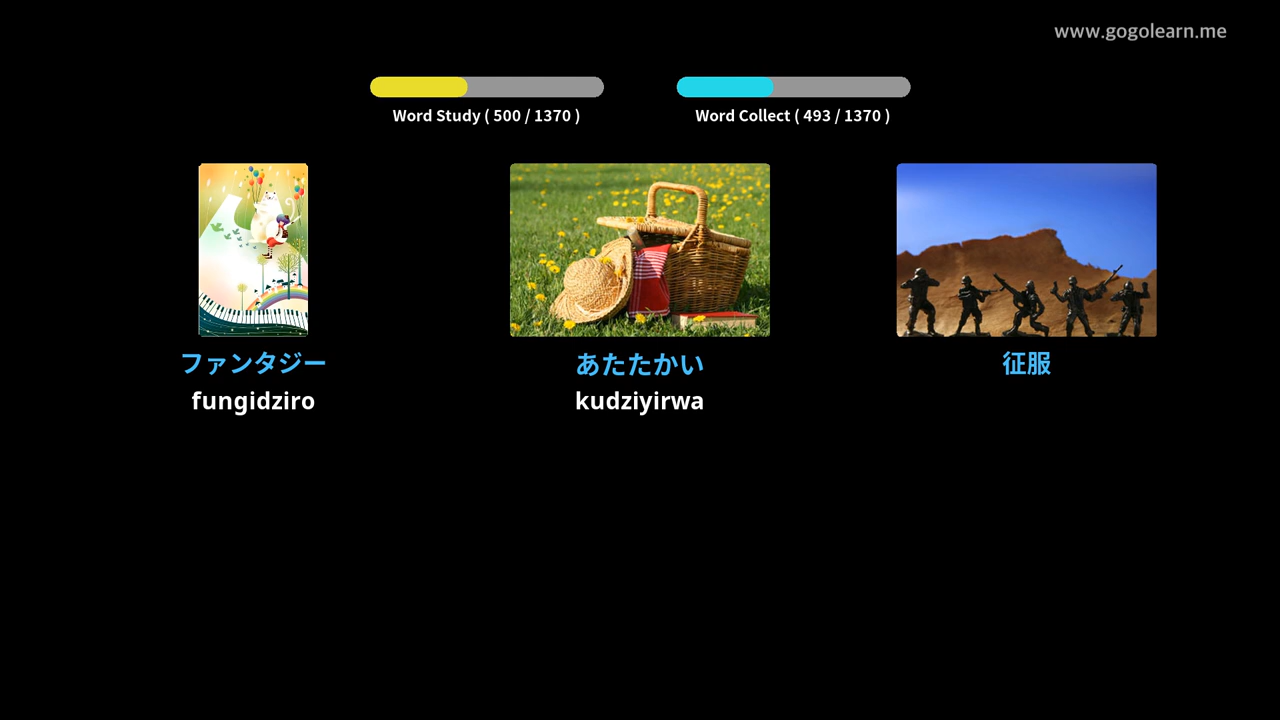 www.gogolearn.me
Word Study ( 500 / 1370 )
Word Collect ( 493 / 1370 )
ファンタジー
fungidziro
あたたかい
kudziyirwa
征服